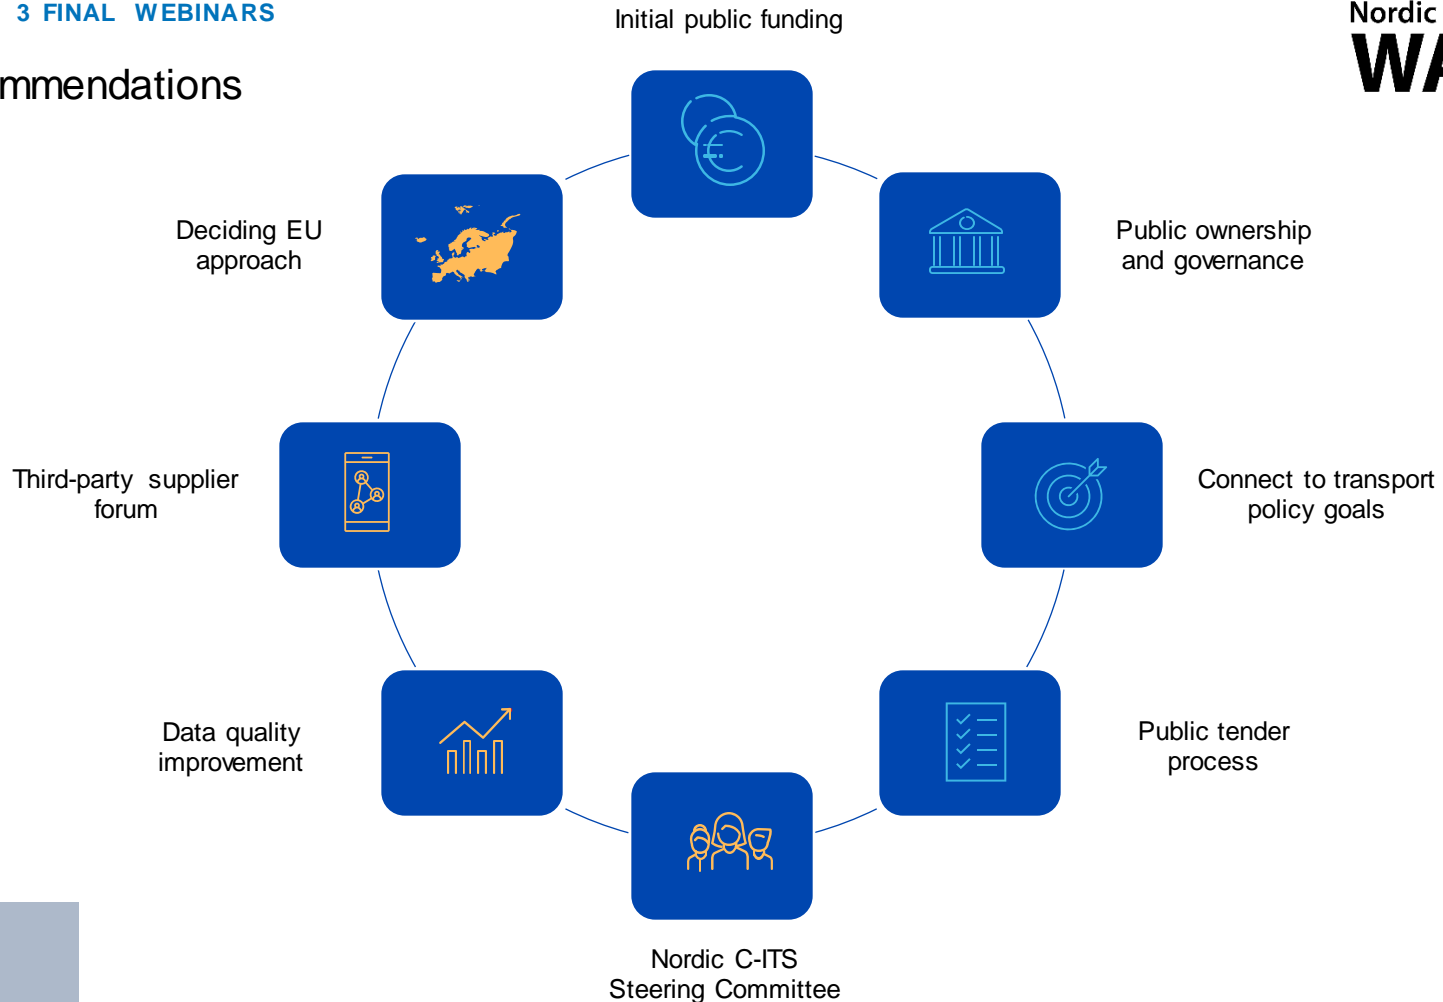 3 FINAL WEBINARS
mmendations
Nordic
WA
Initial public funding
Deciding EU
approach
Public ownership
and governance
Third-party supplier
forum
Connect to transport
policy goals
Data quality
improvement
Public tender
process
Nordic C-ITS
Steering Committee